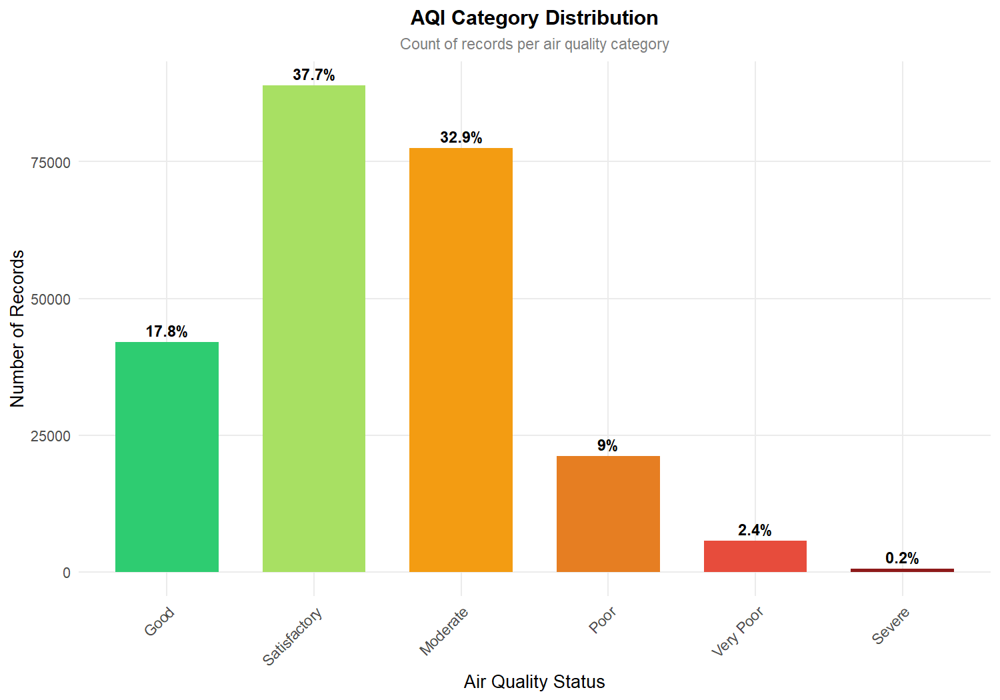 AQI Category Distribution
Count of records per air quality category
37.7%
32.9%
17.8%
9%
2.4%
0.2%
75000
50000
25000
0
Number of Records
Good
Satisfactory
Moderate
Poor
Very Poor
Severe
Air Quality Status